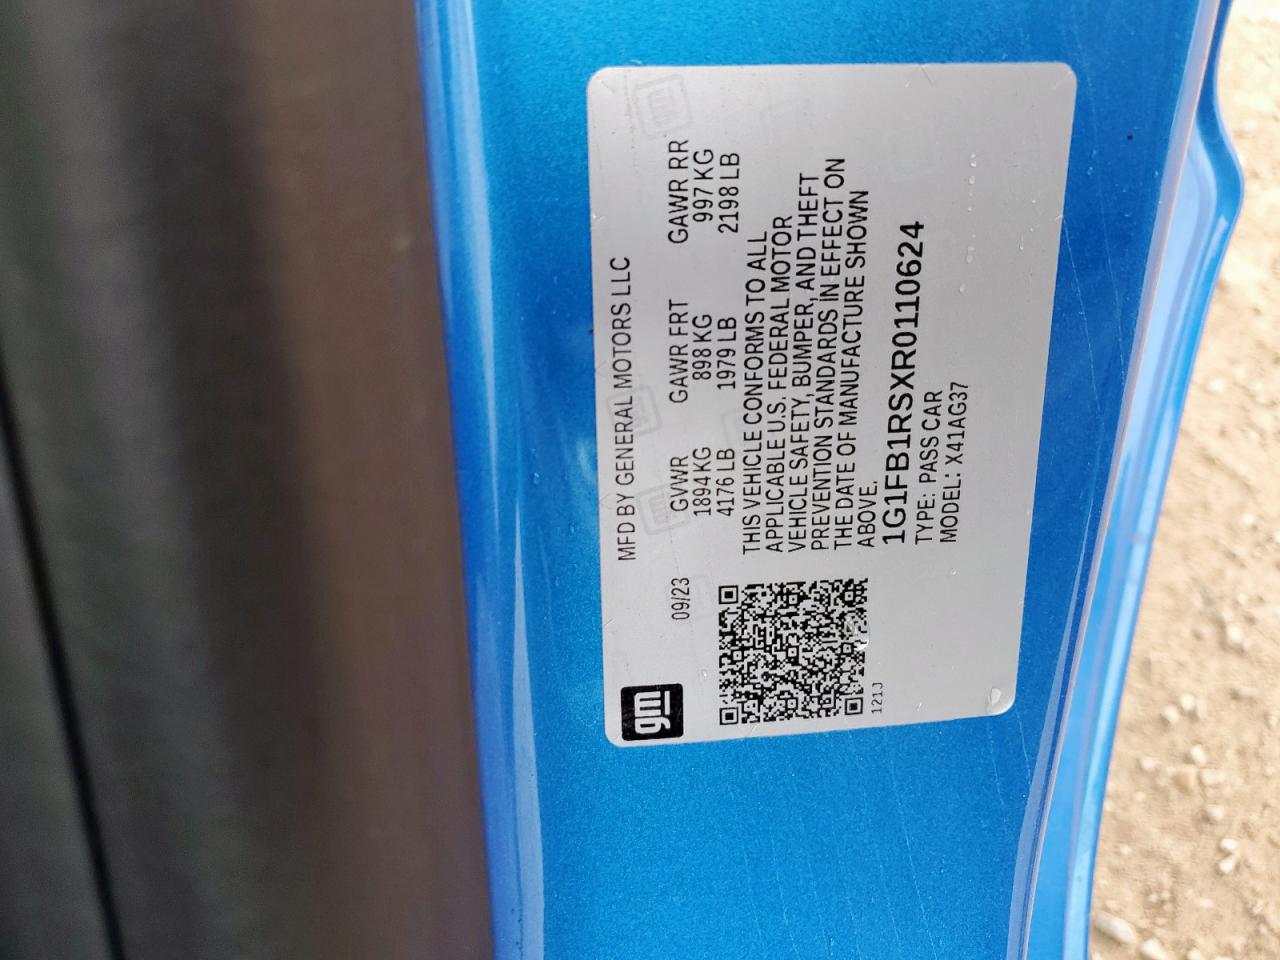 gm
MFD BY GENERAL MOTORS LLC
09/23
GVWR GAWR FRT GAWR RR
1894KG 898 KG 997 KG
4176 LB 1979 LB 2198 LB
THIS VEHICLE CONFORMS TO ALL
APPLICABLE U.S. FEDERAL MOTOR
VEHICLE SAFETY, BUMPER, AND THEFT
PREVENTION STANDARDS IN EFFECT ON
THE DATE OF MANUFACTURE SHOWN
ABOVE.
1G1FB1RSXR0110624
TYPE: PASS CAR
MODEL: X41AG37
121J